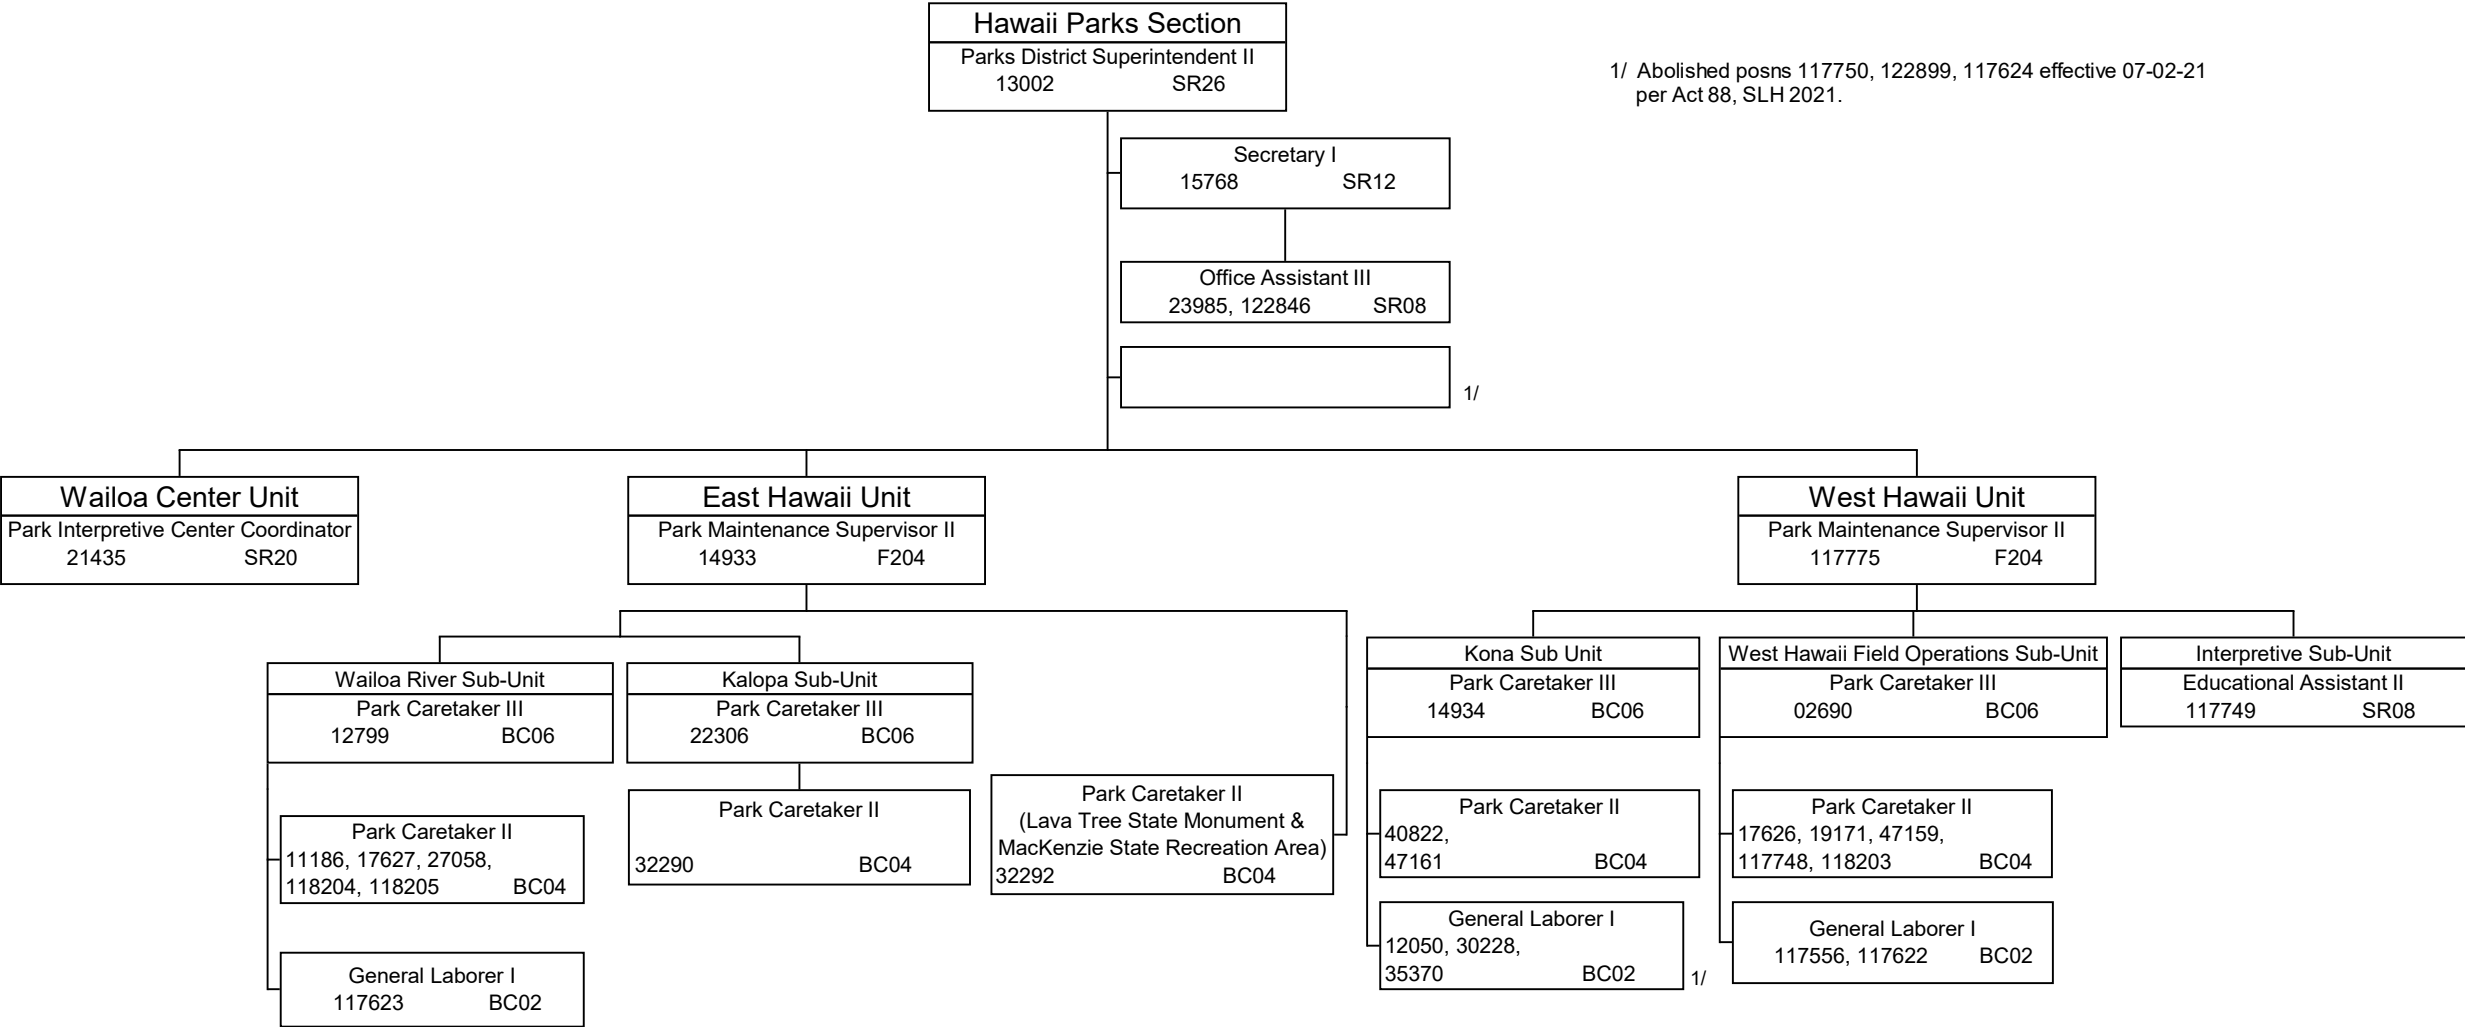 Hawaii Parks Section
Parks District Superintendent II
13002 SR26
1/ Abolished posns 117750, 122899, 117624 effective 07-02-21
per Act 88, SLH 2021.
Secretary I
15768 SR12
Office Assistant III
23985, 122846 SR08
1/
Wailoa Center Unit
Park Interpretive Center Coordinator
21435 SR20
East Hawaii Unit
Park Maintenance Supervisor II
14933 F204
West Hawaii Unit
Park Maintenance Supervisor II
117775 F204
Wailoa River Sub-Unit
Park Caretaker III
12799 BC06
Park Caretaker II
11186, 17627, 27058,
118204, 118205 BC04
General Laborer I
117623 BC02
Kalopa Sub-Unit
Park Caretaker III
22306 BC06
Park Caretaker II
32290 BC04
Park Caretaker II
(Lava Tree State Monument &
MacKenzie State Recreation Area)
32292 BC04
Kona Sub Unit
Park Caretaker III
14934 BC06
Park Caretaker II
40822,
47161 BC04
General Laborer I
12050, 30228,
35370 BC02
1/
West Hawaii Field Operations Sub-Unit
Park Caretaker III
02690 BC06
Park Caretaker II
17626, 19171, 47159,
117748, 118203 BC04
General Laborer I
117556, 117622 BC02
Interpretive Sub-Unit
Educational Assistant II
117749 SR08